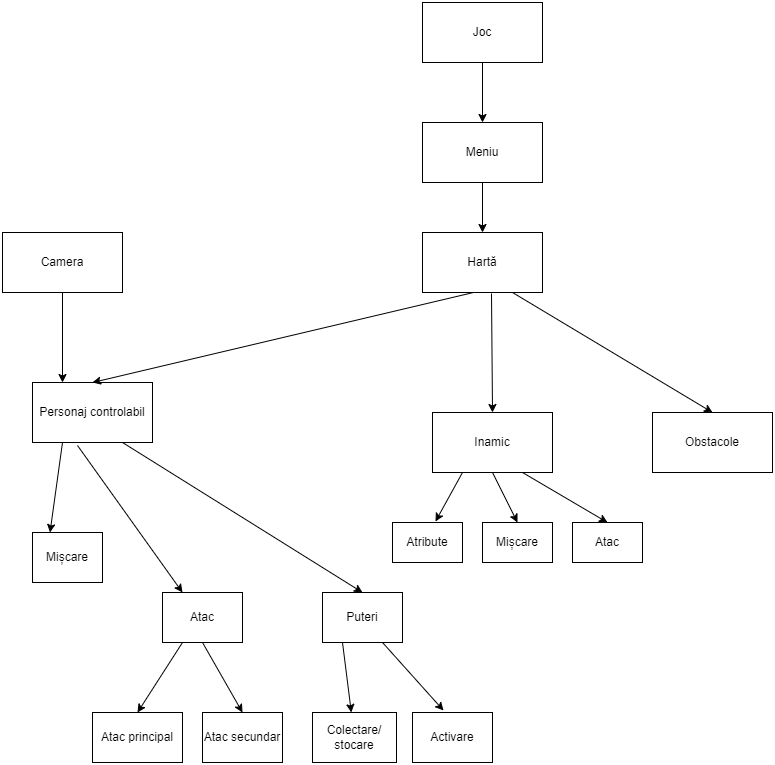 Joc
Meniu
Camera
Hartă
Personaj controlabil
Inamic
Obstacole
Atribute
Mișcare
Atac
Mișcare
Atac
Puteri
Atac principal
Atac secundar
Colectare/
stocare
Activare